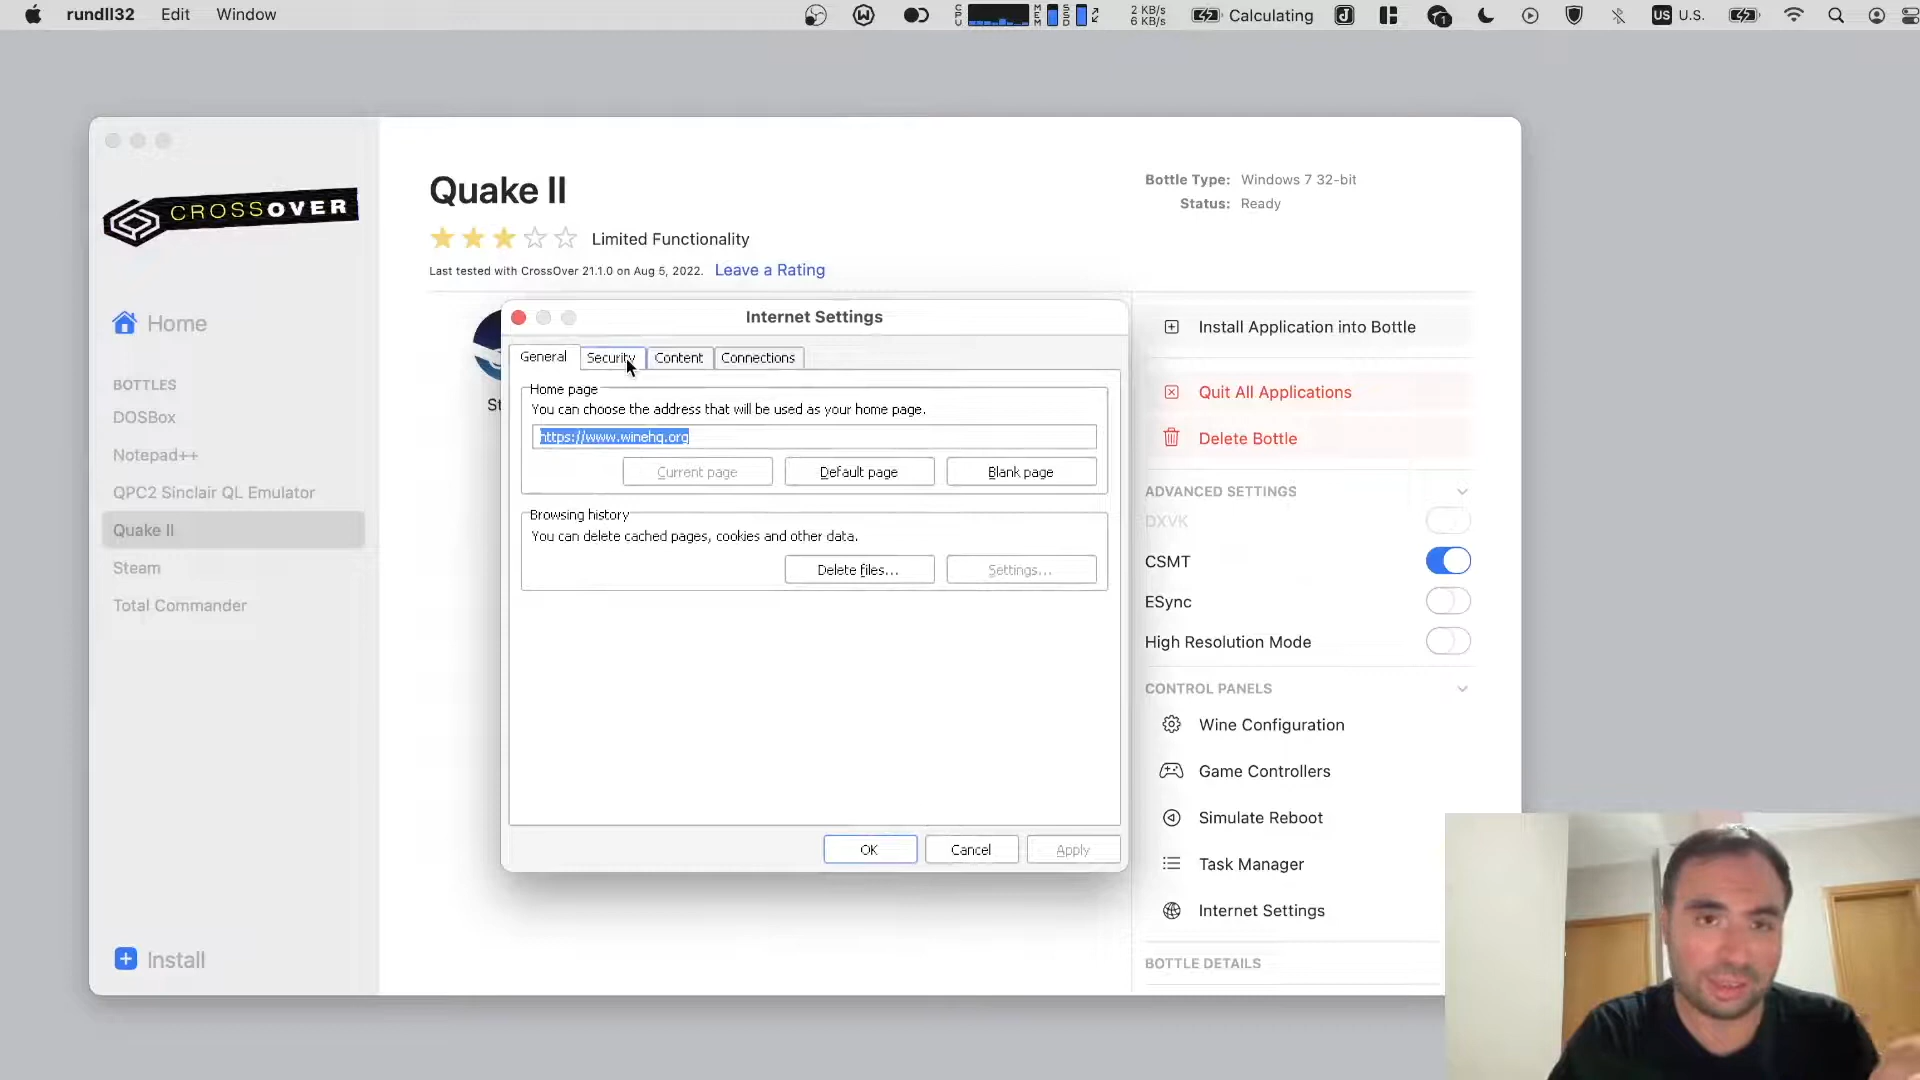 rundll32 Edit Window
2 KB/s
6 KB/s
Calculating
US U.S.
CROSSOVER
Quake II
Limited Functionality
Last tested with CrossOver 21.1.0 on Aug 5, 2022. Leave a Rating
Bottle Type: Windows 7 32-bit
Status: Ready
Home
BOTTLES
DOSBox
Notepad++
QPC2 Sinclair QL Emulator
Quake II
Steam
Total Commander
Install
St
Internet Settings
General Security Content Connections
Home page
You can choose the address that will be used as your home page.
https://www.winehq.org
Current page Default page Blank page
Browsing history
You can delete cached pages, cookies and other data.
Delete files... Settings...
OK Cancel Apply
Install Application into Bottle
Quit All Applications
Delete Bottle
ADVANCED SETTINGS
DXVK
CSMT
ESync
High Resolution Mode
CONTROL PANELS
Wine Configuration
Game Controllers
Simulate Reboot
Task Manager
Internet Settings
BOTTLE DETAILS